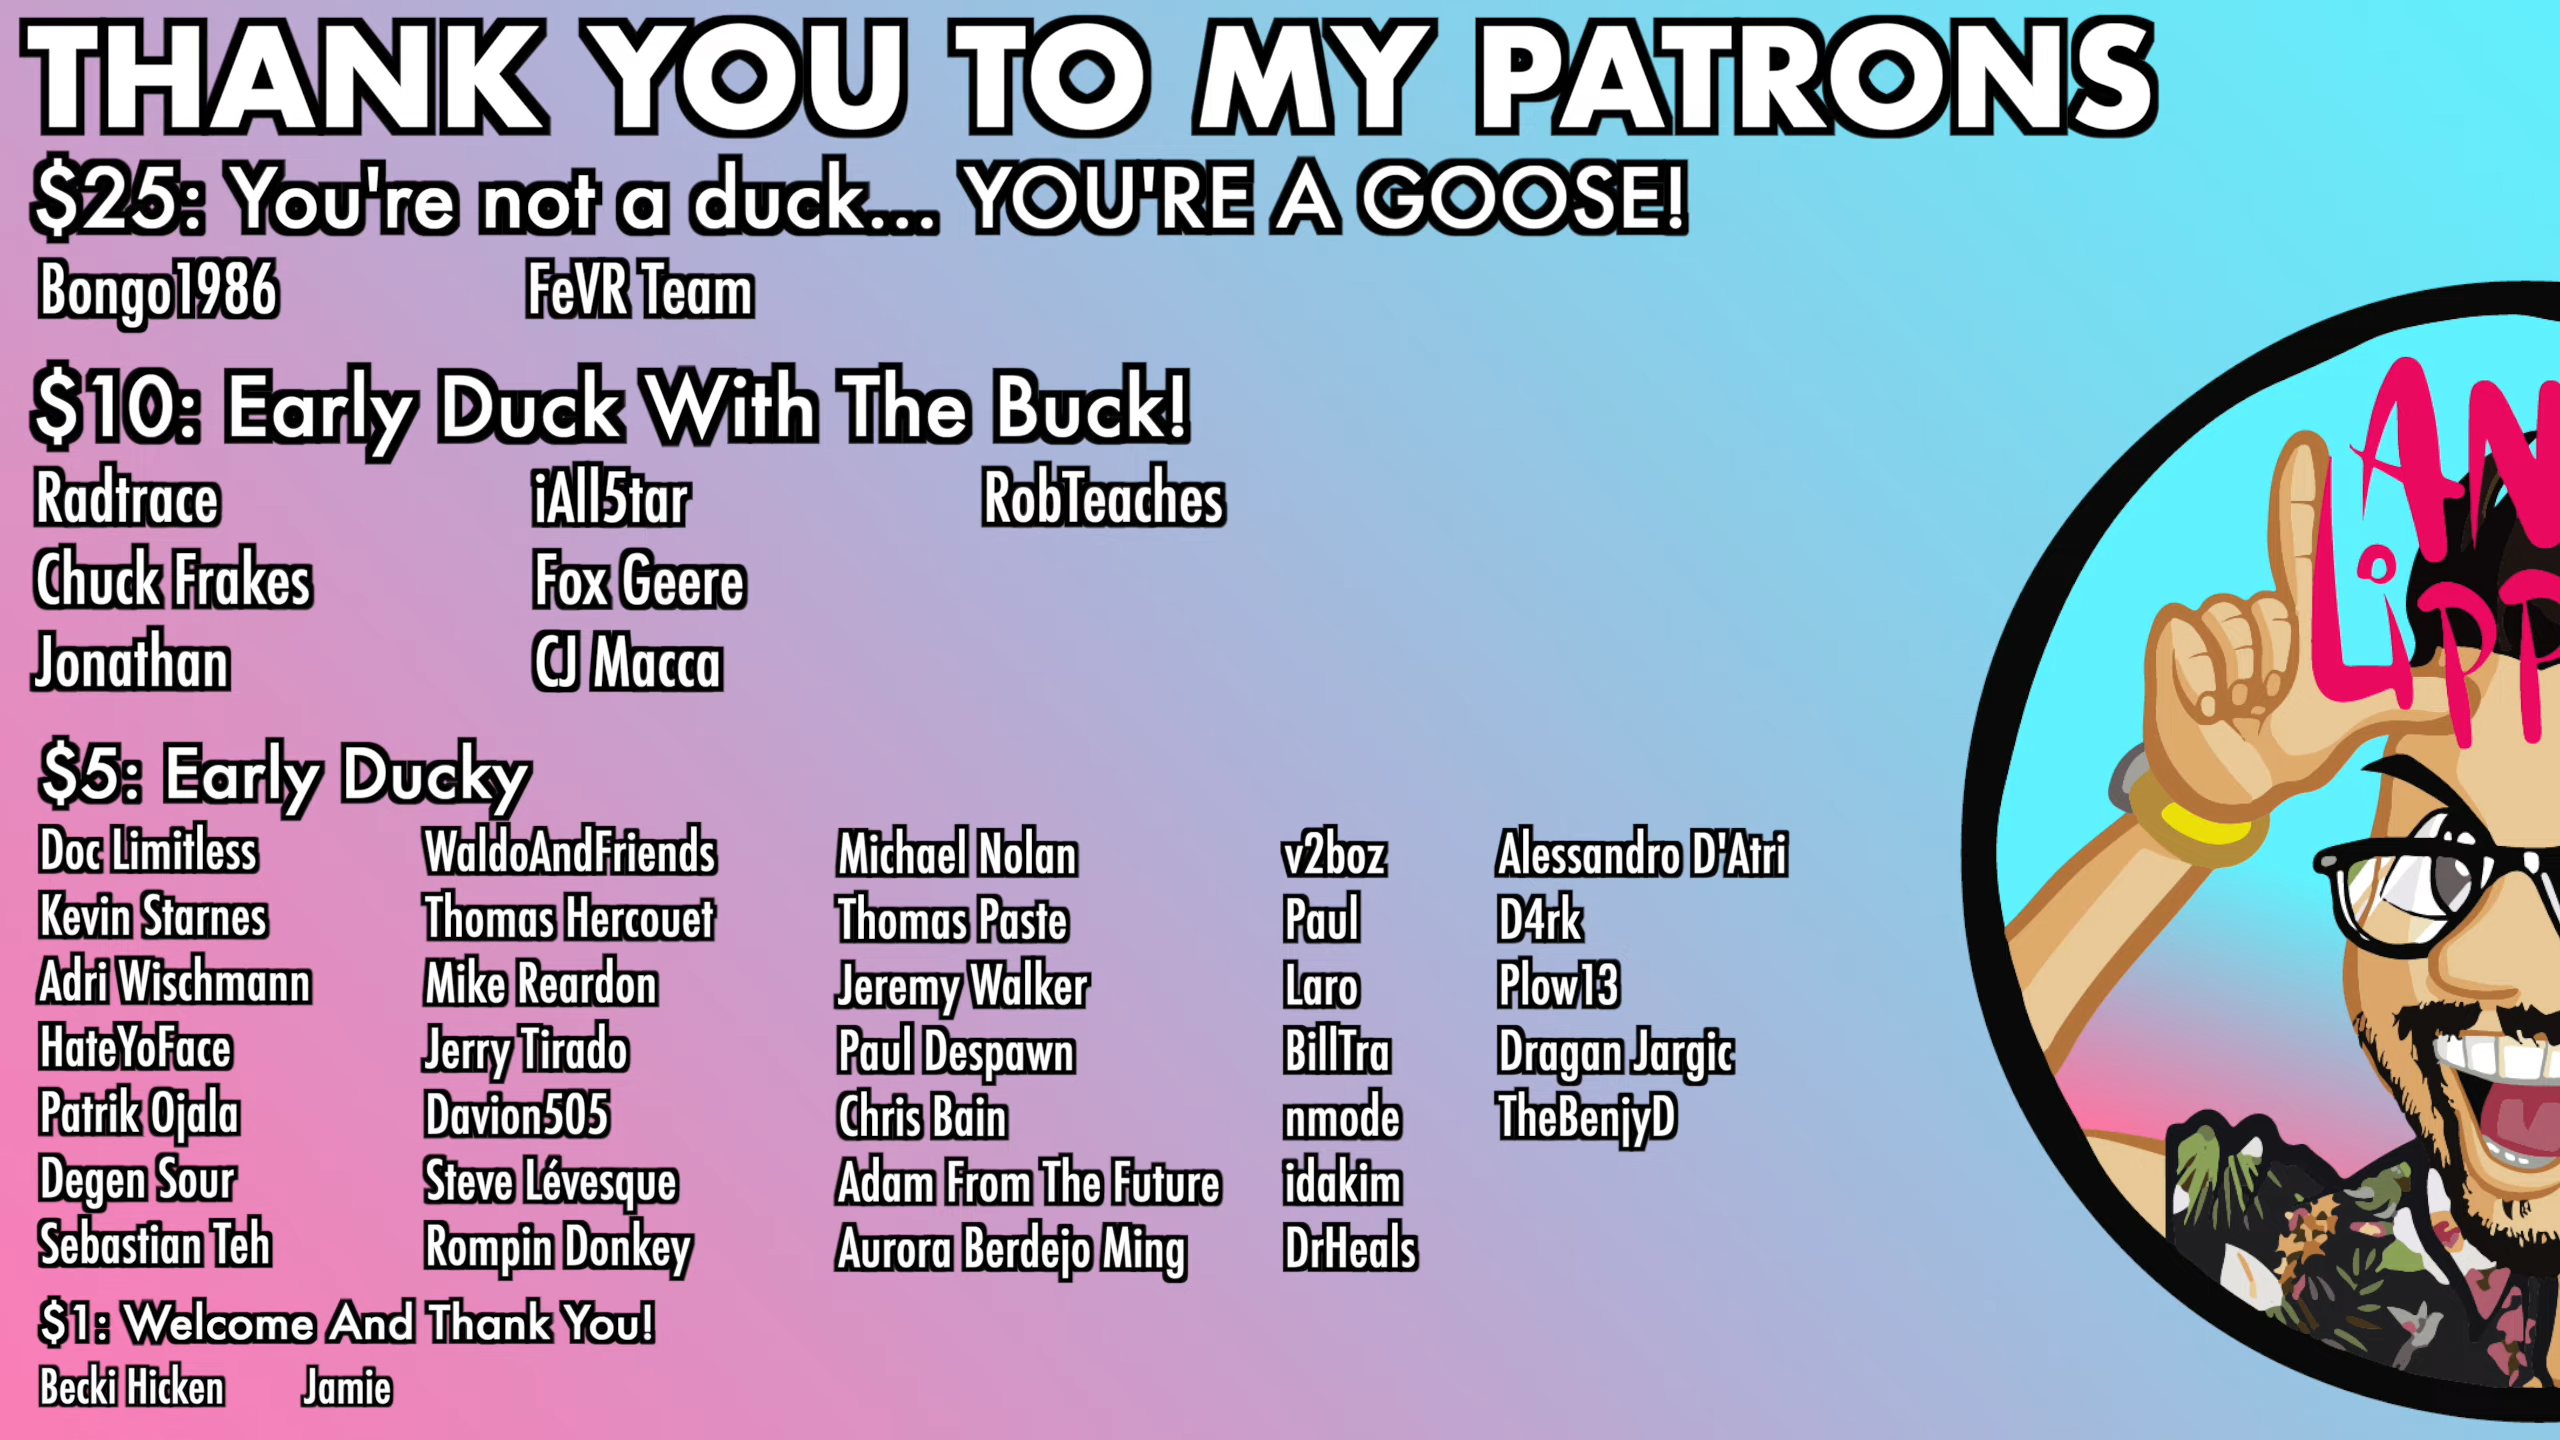 THANK YOU TO MY PATRONS
$25: You're not a duck... YOU'RE A GOOSE!
Bongo1986 FeVR Team
$10: Early Duck With The Buck!
Radtrace iAll5tar RobTeaches
Chuck Frakes Fox Geere
Jonathan CJ Macca
$5: Early Ducky
Doc Limitless WaldoAndFriends Michael Nolan v2boz Alessandro D'Atri
Kevin Starnes Thomas Hercouet Thomas Paste Paul D4rk
Adri Wischmann Mike Reardon Jeremy Walker Laro Plow13
HateYoFace Jerry Tirado Paul Despawn BillTra Dragan Jargic
Patrik Ojala Davion505 Chris Bain nmode TheBenjyD
Degen Sour Steve Lévesque Adam From The Future idakim
Sebastian Teh Rompin Donkey Aurora Berdejo Ming DrHeals
$1: Welcome And Thank You!
Becki Hicken Jamie